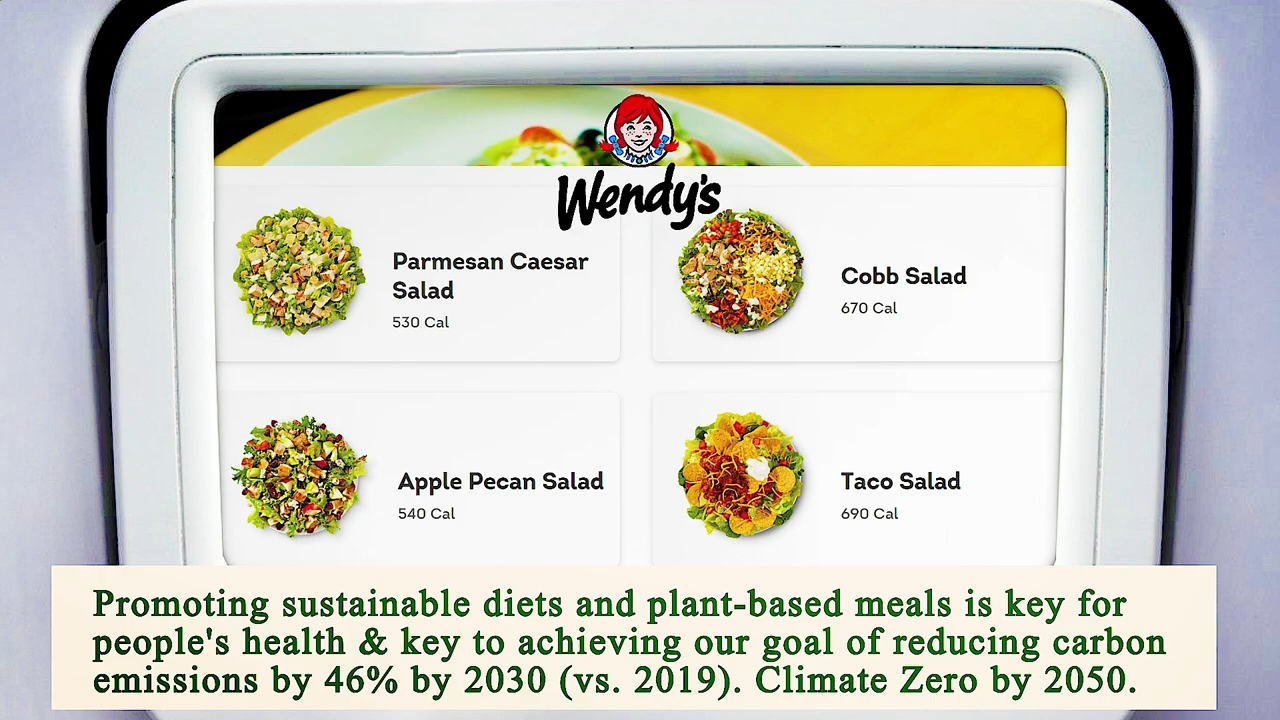 Wendy's
Parmesan Caesar
Salad
530 Cal
Cobb Salad
670 Cal
Apple Pecan Salad
540 Cal
Taco Salad
690 Cal
Promoting sustainable diets and plant-based meals is key for
people's health & key to achieving our goal of reducing carbon
emissions by 46% by 2030 (vs. 2019). Climate Zero by 2050.